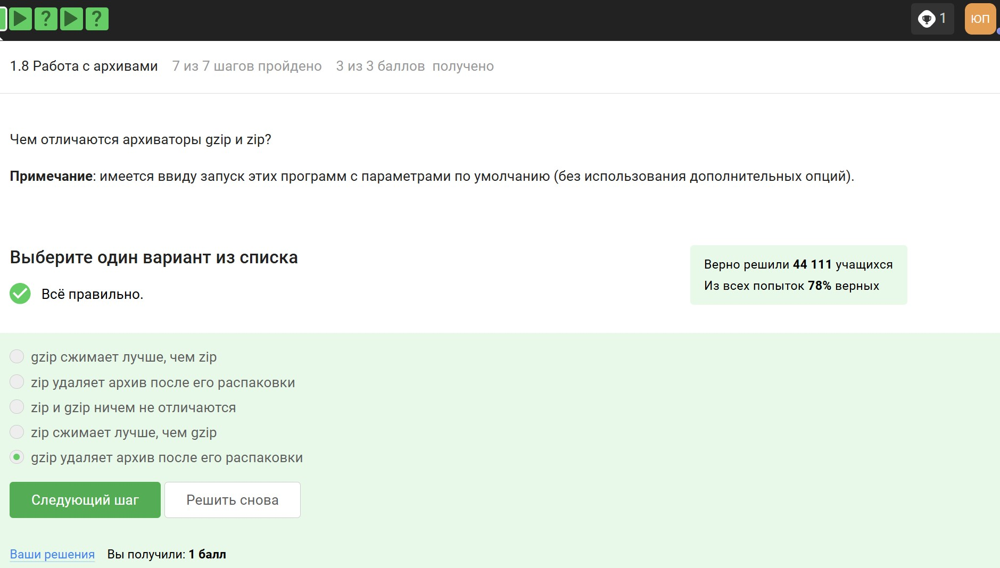 ? ? 1 ЮП
1.8 Работа с архивами 7 из 7 шагов пройдено 3 из 3 баллов получено
Чем отличаются архиваторы gzip и zip?
Примечание: имеется ввиду запуск этих программ с параметрами по умолчанию (без использования дополнительных опций).
Выберите один вариант из списка
Всё правильно.
Верно решили 44 111 учащихся
Из всех попыток 78% верных
gzip сжимает лучше, чем zip
zip удаляет архив после его распаковки
zip и gzip ничем не отличаются
zip сжимает лучше, чем gzip
gzip удаляет архив после его распаковки
Следующий шаг Решить снова
Ваши решения Вы получили: 1 балл